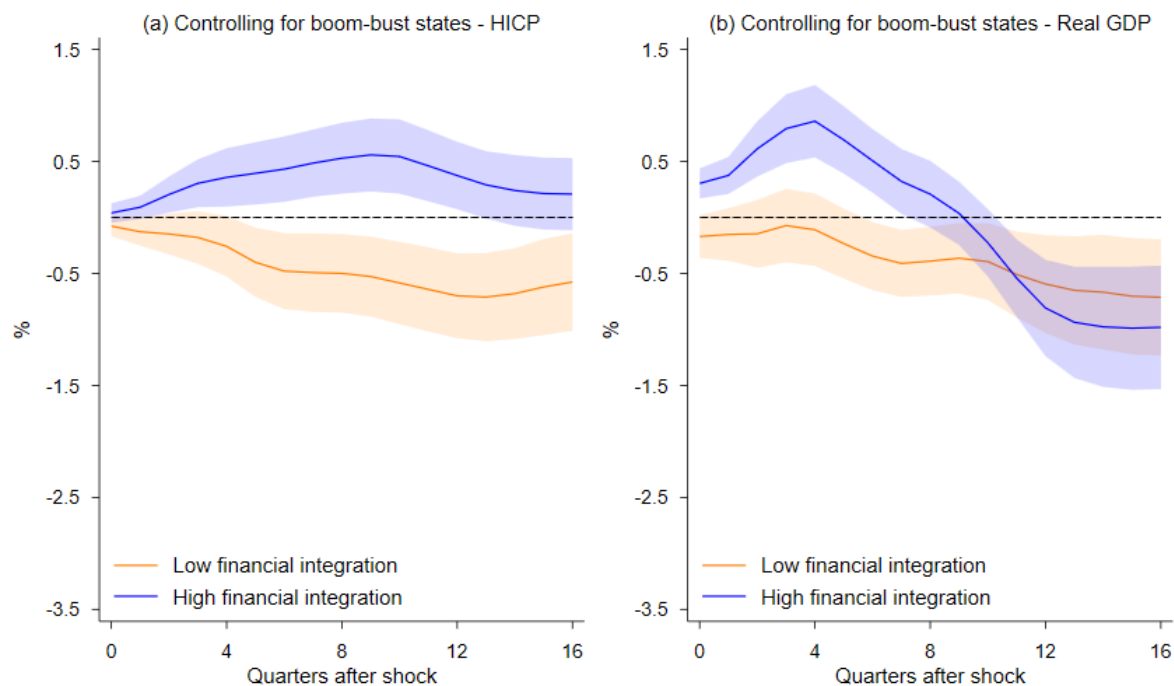 (a) Controlling for boom-bust states - HICP
1.5
0.5
-0.5
-1.5
-2.5
-3.5
%
Low financial integration
High financial integration
0 4 8 12 16
Quarters after shock
(b) Controlling for boom-bust states - Real GDP
1.5
0.5
-0.5
-1.5
-2.5
-3.5
%
Low financial integration
High financial integration
0 4 8 12 16
Quarters after shock